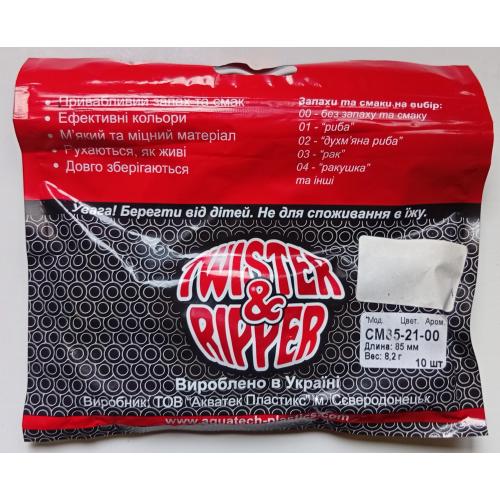 • Привабливий запах та смак
• Ефективні кольори
• М'який та міцний матеріал
• Рухаються, як живі
• Довго зберігаються
Запахи та смаки на вибір:
00 - без запаху та смаку
01 - "риба"
02 - "духм'яна риба"
03 - "рак"
04 - "ракушка"
та інші
Увага! Берегти від дітей. Не для споживання в їжу.
TWISTER
&
RIPPER
*Мод. Цвет. Аром.
CM85-21-00
Длина: 85 мм
Вес: 8,2 г
10 шт
Вироблено в Україні
Виробник: ТОВ "Акватек Пластикс" м. Сєверодонецьк
www.aquatech-plastics.com